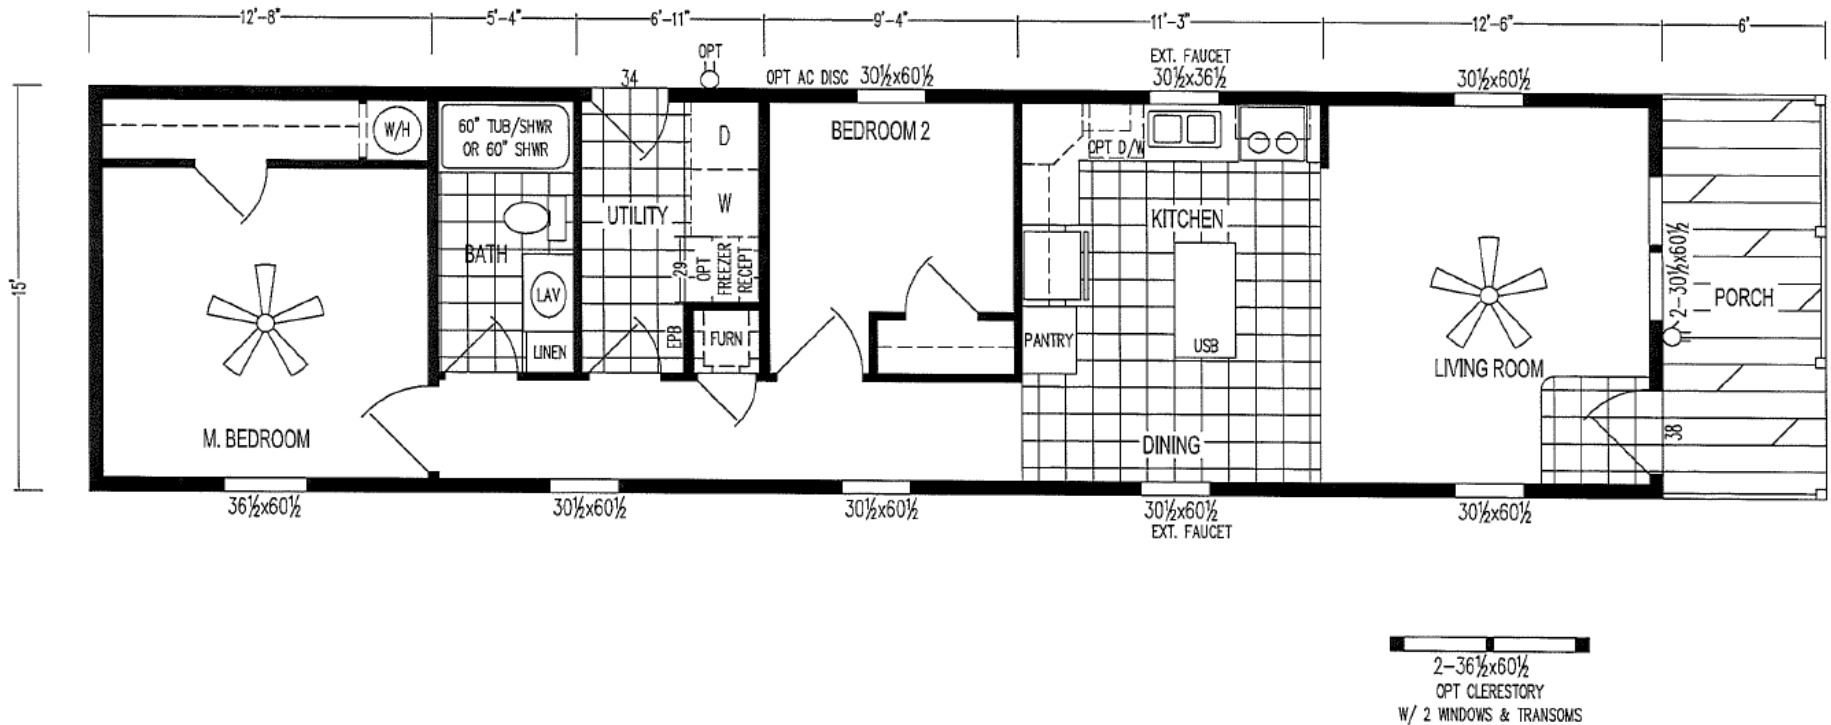 12'-8"
5'-4"
6'-11"
9'-4"
11'-3"
12'-6"
6'
15'
34
OPT
OPT AC DISC
30½x60½
EXT. FAUCET
30½x36½
30½x60½
W/H
60" TUB/SHWR
OR 60" SHWR
D
W
BEDROOM 2
OPT D/W
UTILITY
BATH
KITCHEN
29
OPT
FREEZER
RECEPT
LAV
LINEN
EPB
FURN
PANTRY
USB
2-30½x60½
PORCH
LIVING ROOM
38
M. BEDROOM
DINING
36½x60½
30½x60½
30½x60½
30½x60½
EXT. FAUCET
30½x60½
2-36½x60½
OPT CLERESTORY
W/ 2 WINDOWS & TRANSOMS